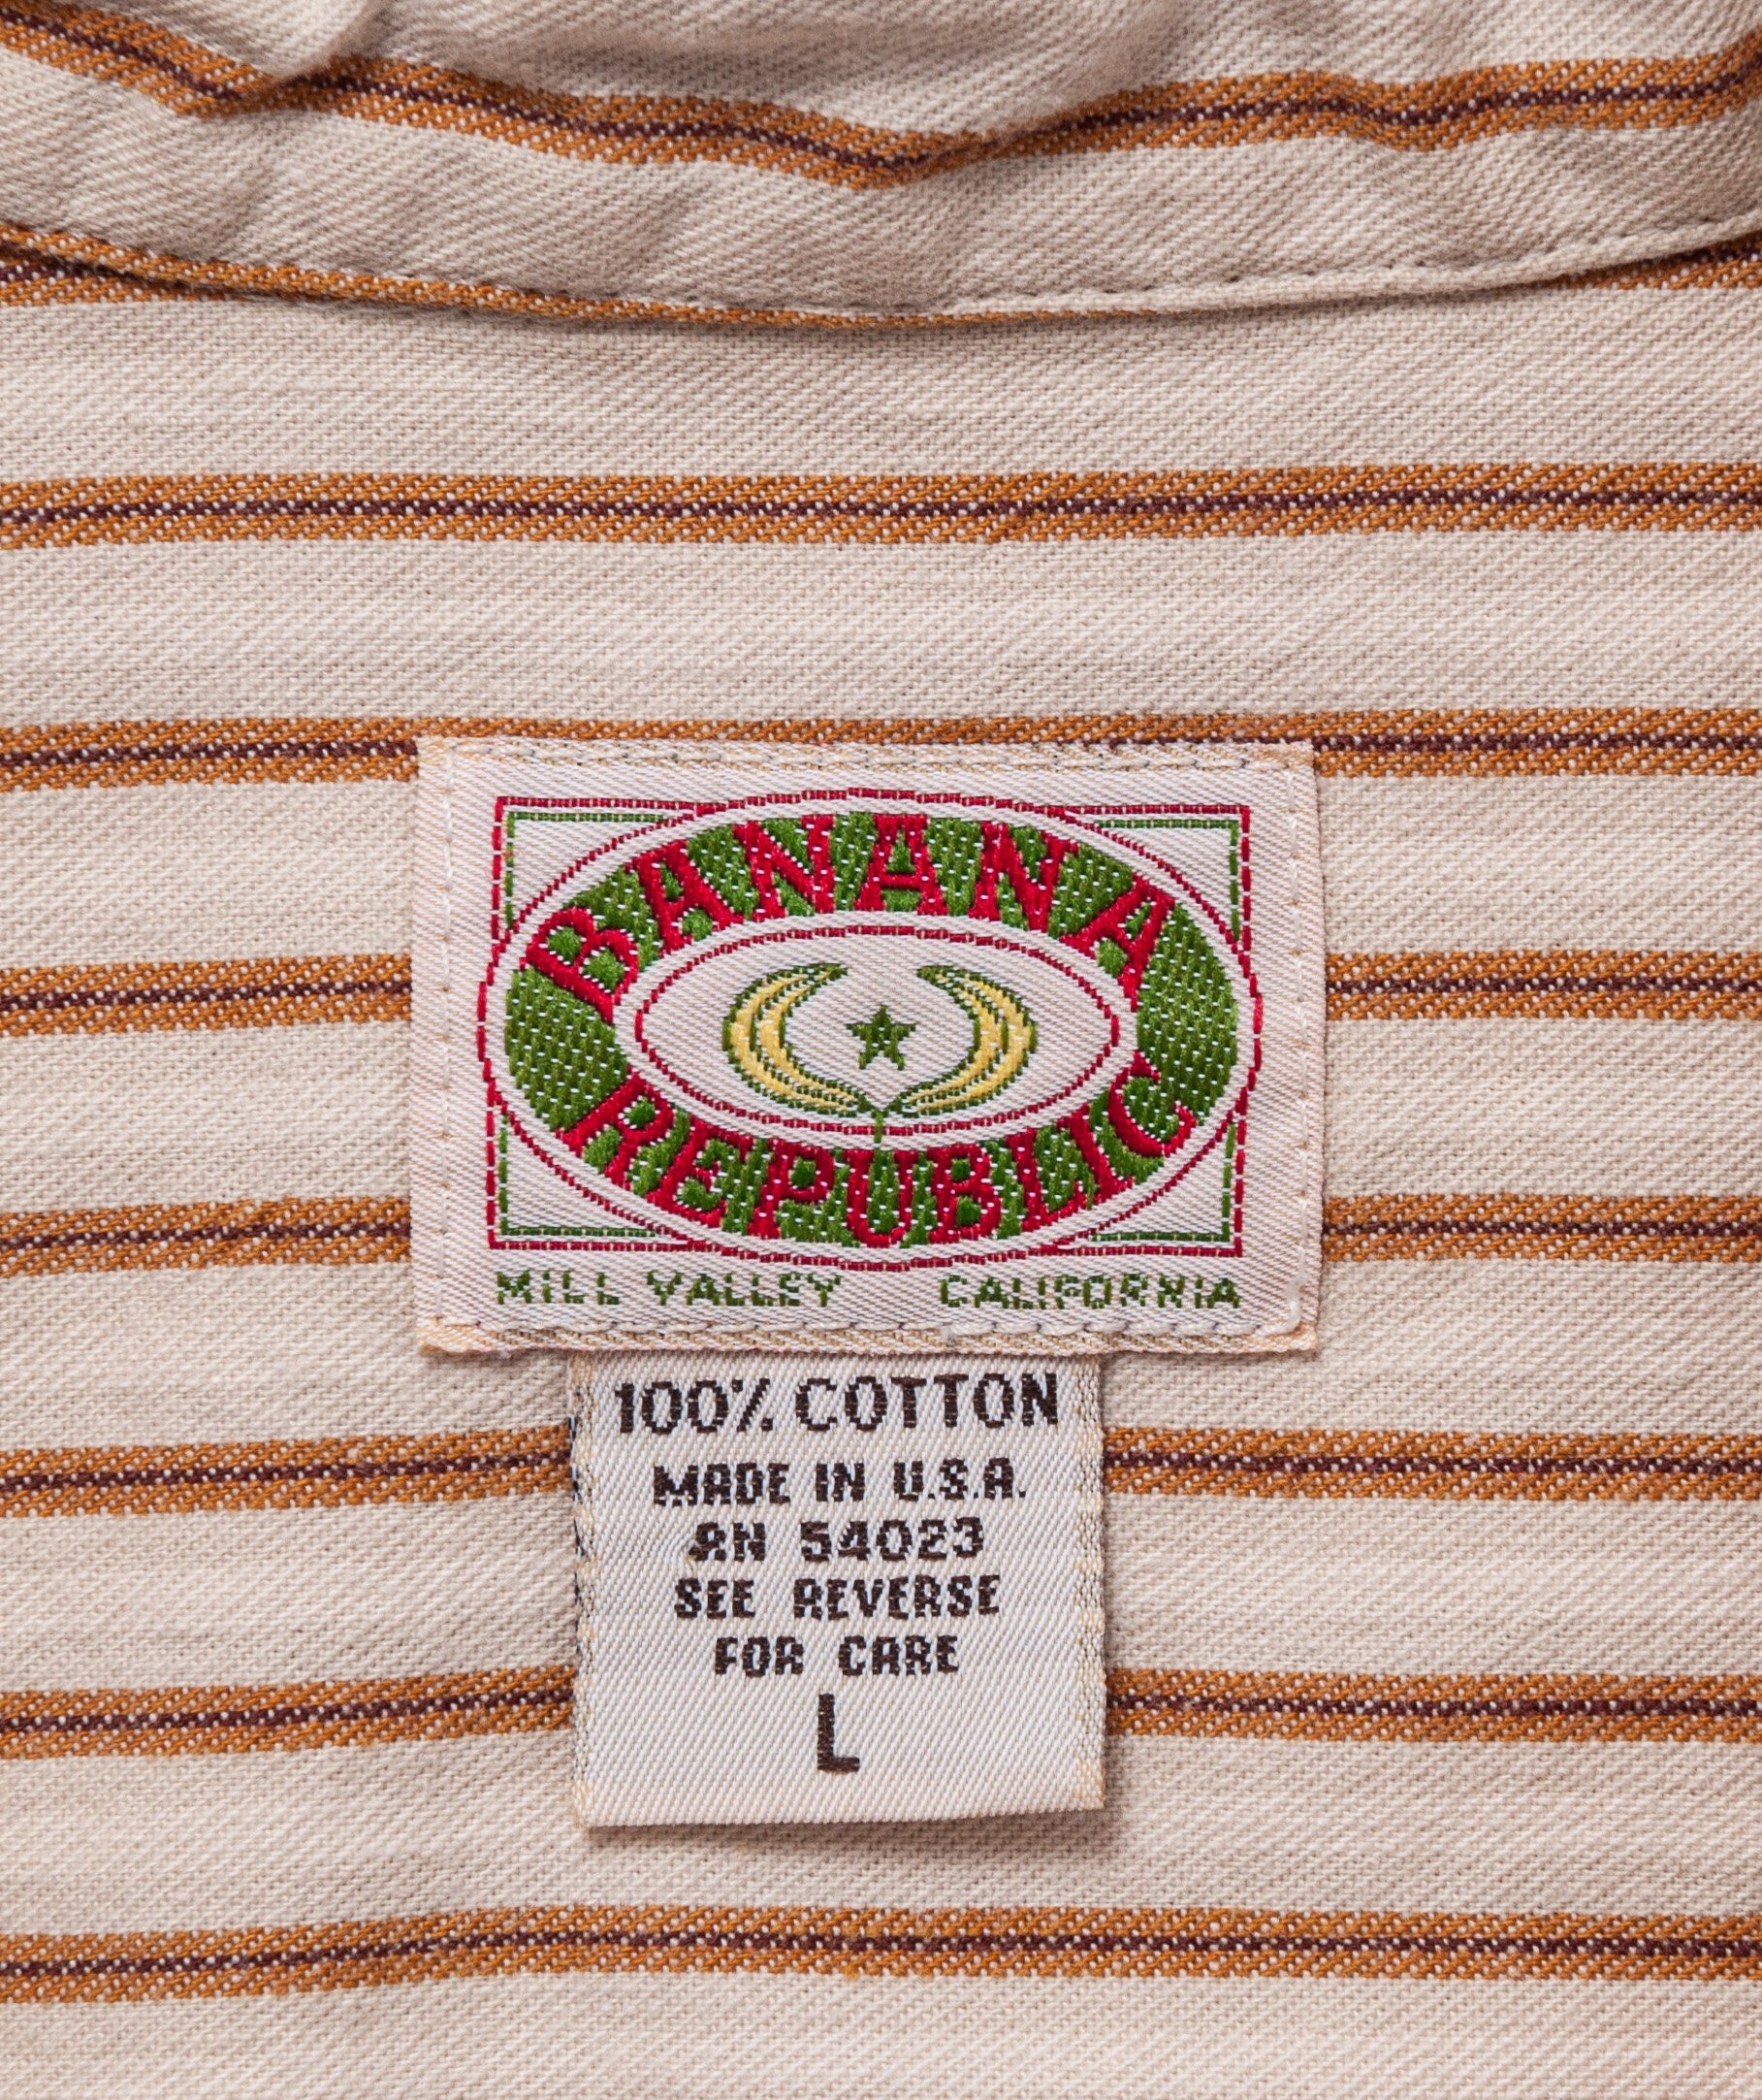 BANANA
REPUBLIC
MILL VALLEY CALIFORNIA
100% COTTON
MADE IN U.S.A.
RN 54023
SEE REVERSE
FOR CARE
L